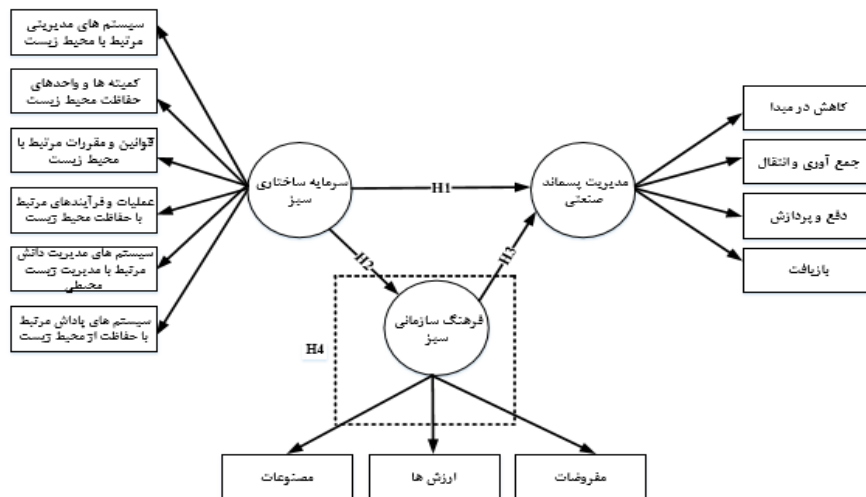 سیستم های مدیریتی
مرتبط با محیط زیست
کمیته ها و واحدهای
حفاظت محیط زیست
قوانین و مقررات مرتبط با
محیط زیست
عملیات و فرآیندهای مرتبط
با حفاظت محیط زیست
سیستم های مدیریت دانش
مرتبط با مدیریت زیست
محیطی
سیستم های پاداش مرتبط
با حفاظت از محیط زیست
سرمایه ساختاری
سبز
H1
مدیریت پسماند
صنعتی
کاهش در مبدا
جمع آوری و انتقال
دفع و پردازش
بازیافت
H2
H3
فرهنگ سازمانی
سبز
H4
مصنوعات
ارزش ها
مفروضات